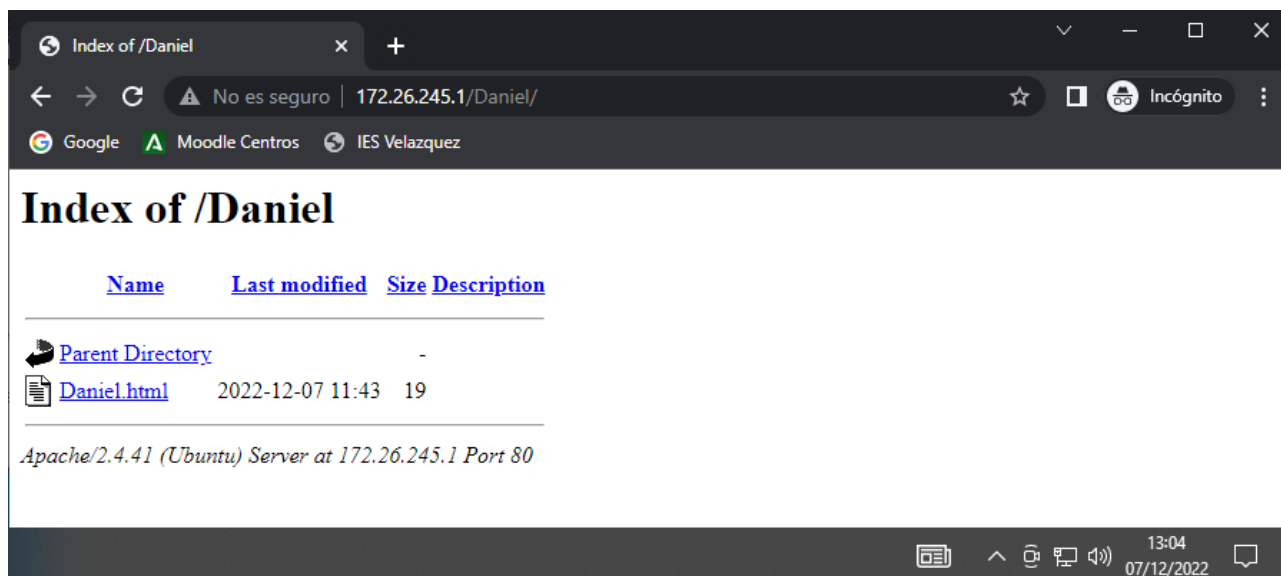 Index of /Daniel
No es seguro | 172.26.245.1/Daniel/
Incógnito
Google Moodle Centros IES Velazquez
Index of /Daniel
Name Last modified Size Description
Parent Directory -
Daniel.html 2022-12-07 11:43 19
Apache/2.4.41 (Ubuntu) Server at 172.26.245.1 Port 80
13:04
07/12/2022